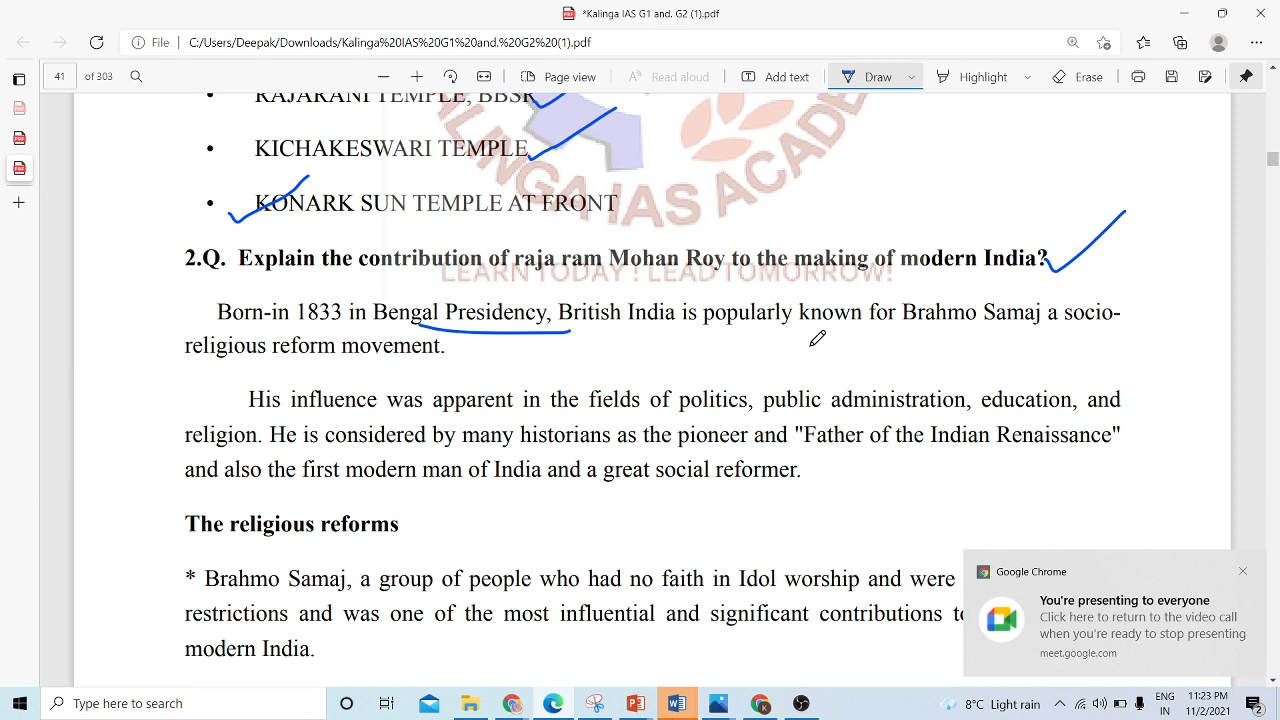 *Kalinga IAS G1 and. G2 (1).pdf
File C:/Users/Deepak/Downloads/Kalinga%20IAS%20G1%20and.%20G2%20(1).pdf
41 of 303 Page view Read aloud Add text Draw Highlight Erase
• RAJARANI TEMPLE, BBSR
• KICHAKESWARI TEMPLE
• KONARK SUN TEMPLE AT FRONT
KALINGA IAS ACADEMY
LEARN TODAY ! LEAD TOMORROW!
2.Q. Explain the contribution of raja ram Mohan Roy to the making of modern India?
Born-in 1833 in Bengal Presidency, British India is popularly known for Brahmo Samaj a socio-
religious reform movement.
His influence was apparent in the fields of politics, public administration, education, and
religion. He is considered by many historians as the pioneer and "Father of the Indian Renaissance"
and also the first modern man of India and a great social reformer.
The religious reforms
* Brahmo Samaj, a group of people who had no faith in Idol worship and were
restrictions and was one of the most influential and significant contributions
modern India.
Google Chrome
You're presenting to everyone
Click here to return to the video call
when you're ready to stop presenting
meet.google.com
Type here to search
8°C Light rain
ENG
IN
11:23 PM
11/2/2021
2